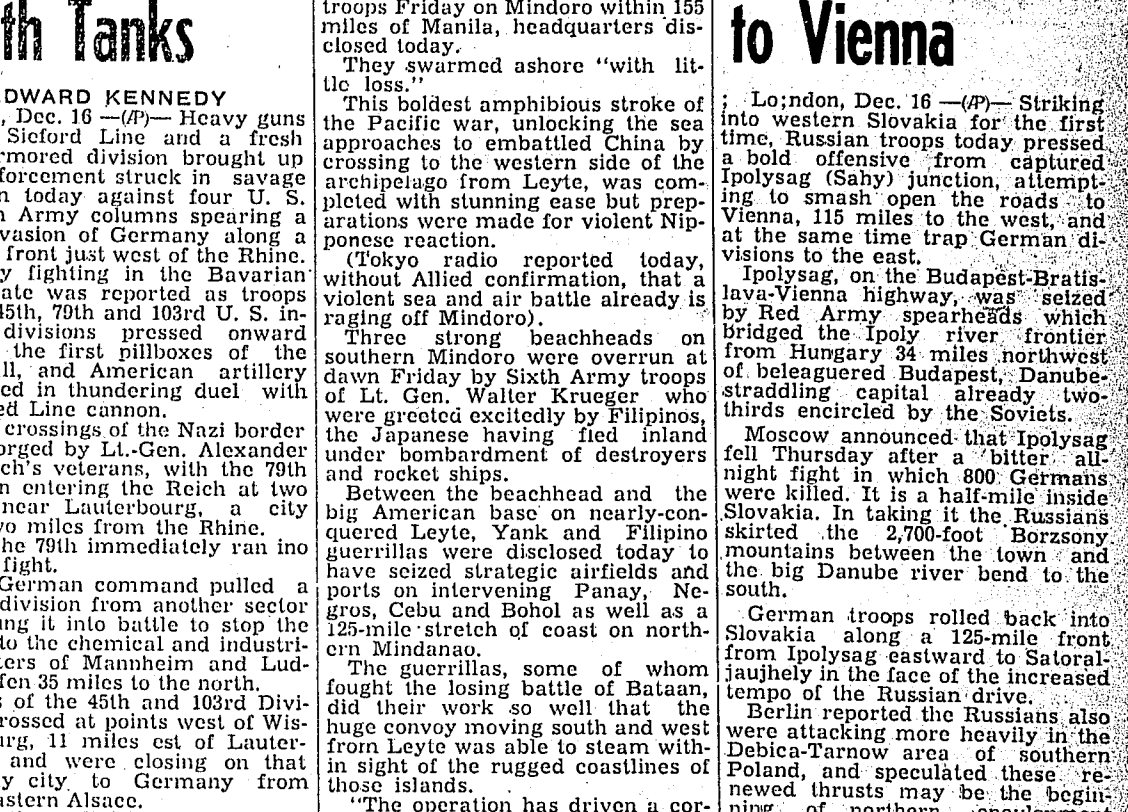 th Tanks
DWARD KENNEDY
, Dec. 16 —(AP)— Heavy guns
Sieford Line and a fresh
rmored division brought up
forcement struck in savage
n today against four U. S.
h Army columns spearing a
vasion of Germany along a
front just west of the Rhine.
y fighting in the Bavarian
ate was reported as troops
45th, 79th and 103rd U. S. in-
divisions pressed onward
the first pillboxes of the
ll, and American artillery
ed in thundering duel with
ed Line cannon.
crossings of the Nazi border
orged by Lt.-Gen. Alexander
ch's veterans, with the 79th
n entering the Reich at two
near Lauterbourg, a city
wo miles from the Rhine.
he 79th immediately ran ino
fight.
German command pulled a
division from another sector
ung it into battle to stop the
to the chemical and industri-
ters of Mannheim and Lud-
fen 35 miles to the north.
s of the 45th and 103rd Divi-
rossed at points west of Wis-
urg, 11 miles est of Lauter-
and were closing on that
y city to Germany from
astern Alsace.
troops Friday on Mindoro within 155
miles of Manila, headquarters dis-
closed today.
They swarmed ashore "with lit-
tle loss."
This boldest amphibious stroke of
the Pacific war, unlocking the sea
approaches to embattled China by
crossing to the western side of the
archipelago from Leyte, was com-
pleted with stunning ease but prep-
arations were made for violent Nip-
ponese reaction.
(Tokyo radio reported today,
without Allied confirmation, that a
violent sea and air battle already is
raging off Mindoro).
Three strong beachheads on
southern Mindoro were overrun at
dawn Friday by Sixth Army troops
of Lt. Gen. Walter Krueger who
were greeted excitedly by Filipinos,
the Japanese having fled inland
under bombardment of destroyers
and rocket ships.
Between the beachhead and the
big American base on nearly-con-
quered Leyte, Yank and Filipino
guerrillas were disclosed today to
have seized strategic airfields and
ports on intervening Panay, Ne-
gros, Cebu and Bohol as well as a
125-mile stretch of coast on north-
ern Mindanao.
The guerrillas, some of whom
fought the losing battle of Bataan,
did their work so well that the
huge convoy moving south and west
from Leyte was able to steam with-
in sight of the rugged coastlines of
those islands.
"The operation has driven a cor-
to Vienna
; Lo;ndon, Dec. 16 —(AP)— Striking
into western Slovakia for the first
time, Russian troops today pressed
a bold offensive from captured
Ipolysag (Sahy) junction, attempt-
ing to smash open the roads to
Vienna, 115 miles to the west, and
at the same time trap German di-
visions to the east.
Ipolysag, on the Budapest-Bratis-
lava-Vienna highway, was seized
by Red Army spearheads which
bridged the Ipoly river frontier
from Hungary 34 miles northwest
of beleaguered Budapest, Danube-
straddling capital already two-
thirds encircled by the Soviets.
Moscow announced that Ipolysag
fell Thursday after a bitter all-
night fight in which 800 Germans
were killed. It is a half-mile inside
Slovakia. In taking it the Russians
skirted the 2,700-foot Borzsony
mountains between the town and
the big Danube river bend to the
south.
German troops rolled back into
Slovakia along a 125-mile front
from Ipolysag eastward to Satoral-
jaujhely in the face of the increased
tempo of the Russian drive.
Berlin reported the Russians also
were attacking more heavily in the
Debica-Tarnow area of southern
Poland, and speculated these re-
newed thrusts may be the begin-
ning of northern